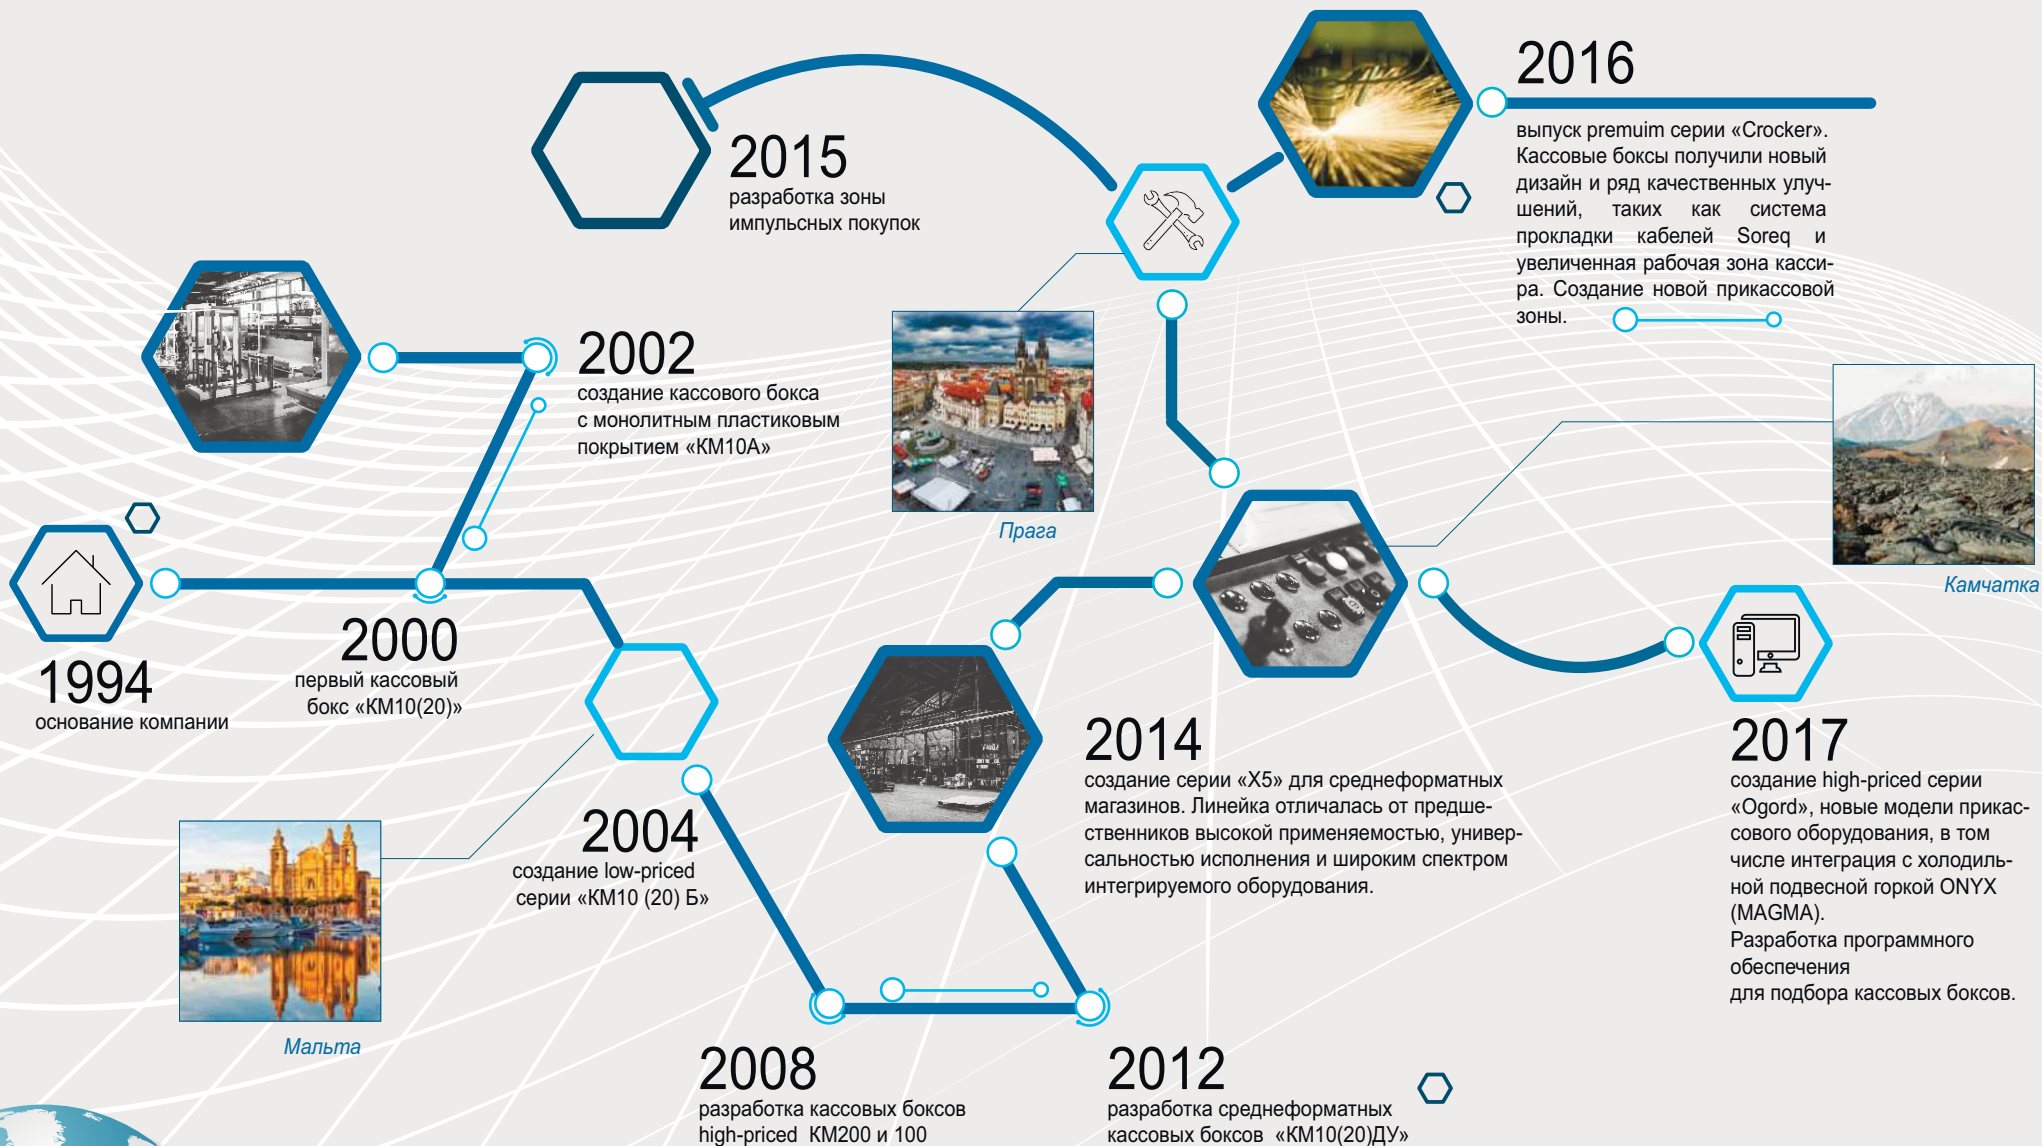 2016
выпуск premuim серии «Crocker».
Кассовые боксы получили новый
дизайн и ряд качественных улуч-
шений, таких как система
прокладки кабелей Soreq и
увеличенная рабочая зона касси-
ра. Создание новой прикассовой
зоны.
2015
разработка зоны
импульсных покупок
2002
создание кассового бокса
с монолитным пластиковым
покрытием «КМ10А»
Прага
Камчатка
2000
первый кассовый
бокс «КМ10(20)»
1994
основание компании
2014
создание серии «X5» для среднеформатных
магазинов. Линейка отличалась от предше-
ственников высокой применяемостью, универ-
сальностью исполнения и широким спектром
интегрируемого оборудования.
2017
создание high-priced серии
«Ogord», новые модели прикас-
сового оборудования, в том
числе интеграция с холодиль-
ной подвесной горкой ONYX
(MAGMA).
Разработка программного
обеспечения
для подбора кассовых боксов.
2004
создание low-priced
серии «КМ10 (20) Б»
Мальта
2008
разработка кассовых боксов
high-priced КМ200 и 100
2012
разработка среднеформатных
кассовых боксов «КМ10(20)ДУ»